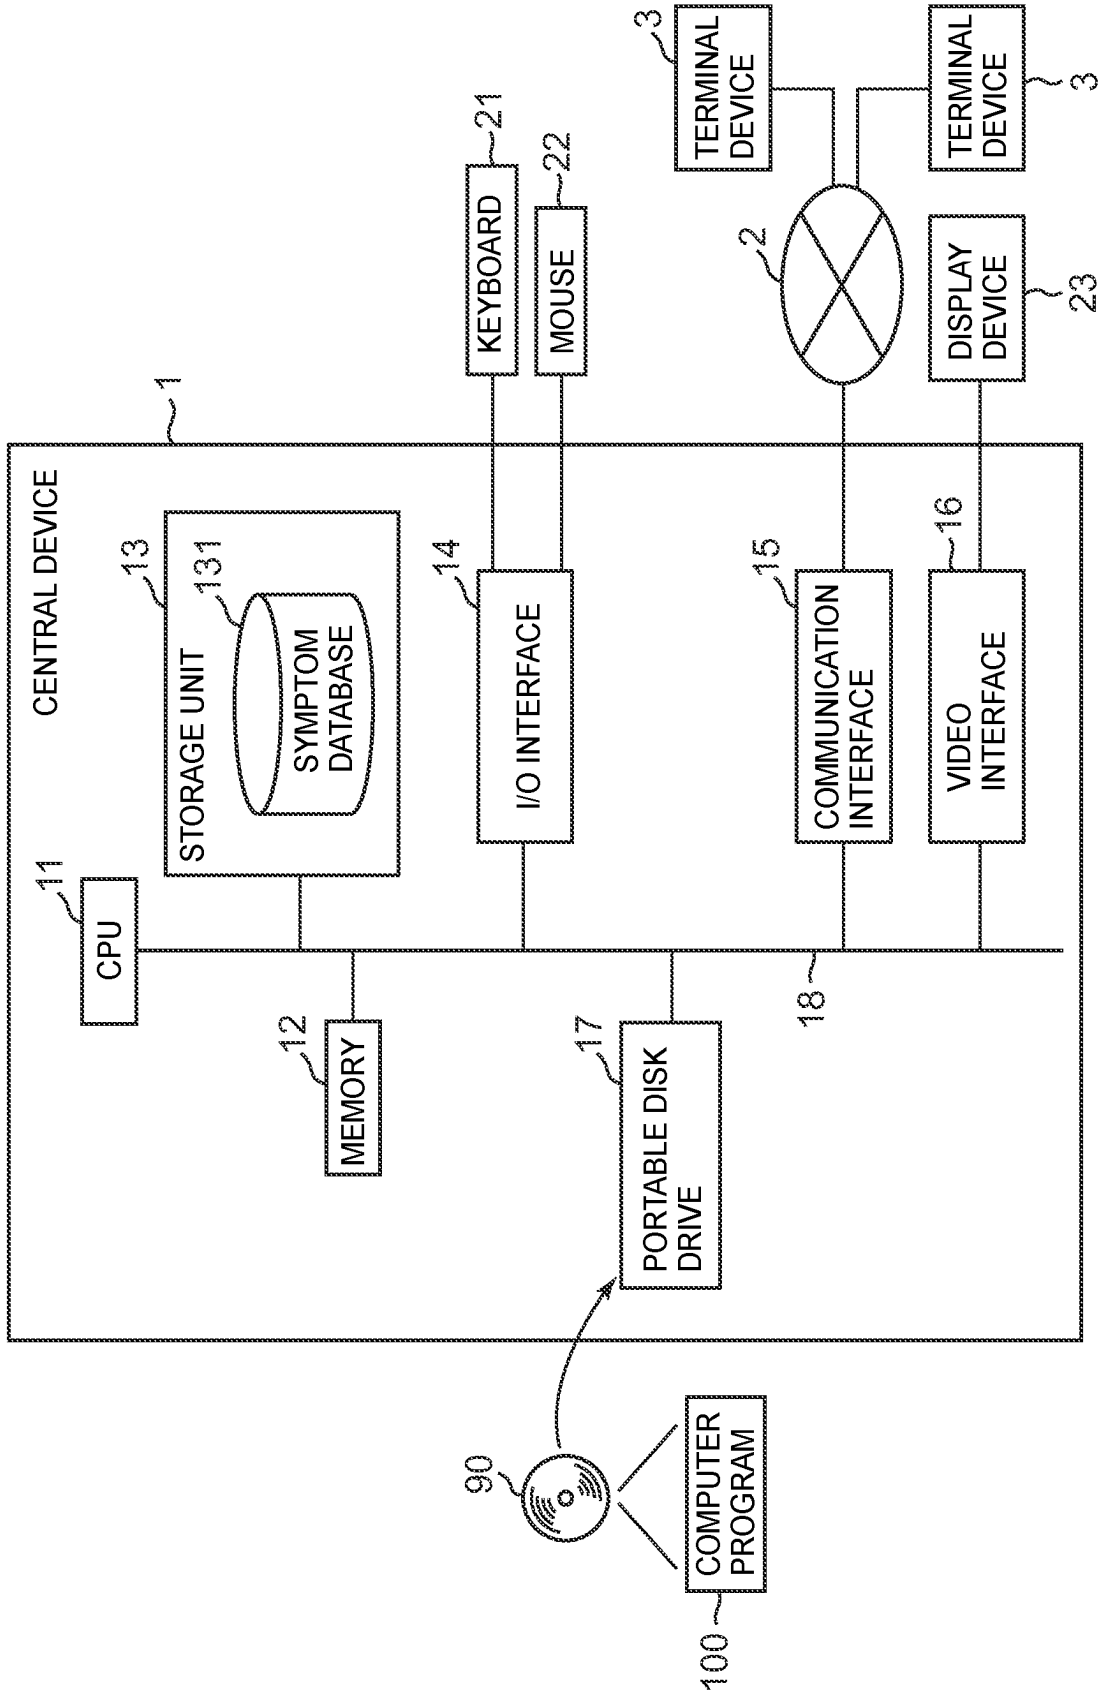 CENTRAL DEVICE
1
CPU
11
STORAGE UNIT
13
SYMPTOM
DATABASE
131
MEMORY
12
I/O INTERFACE
14
KEYBOARD
21
MOUSE
22
PORTABLE DISK
DRIVE
17
18
COMMUNICATION
INTERFACE
15
2
TERMINAL
DEVICE
3
TERMINAL
DEVICE
3
VIDEO
INTERFACE
16
DISPLAY
DEVICE
23
90
COMPUTER
PROGRAM
100